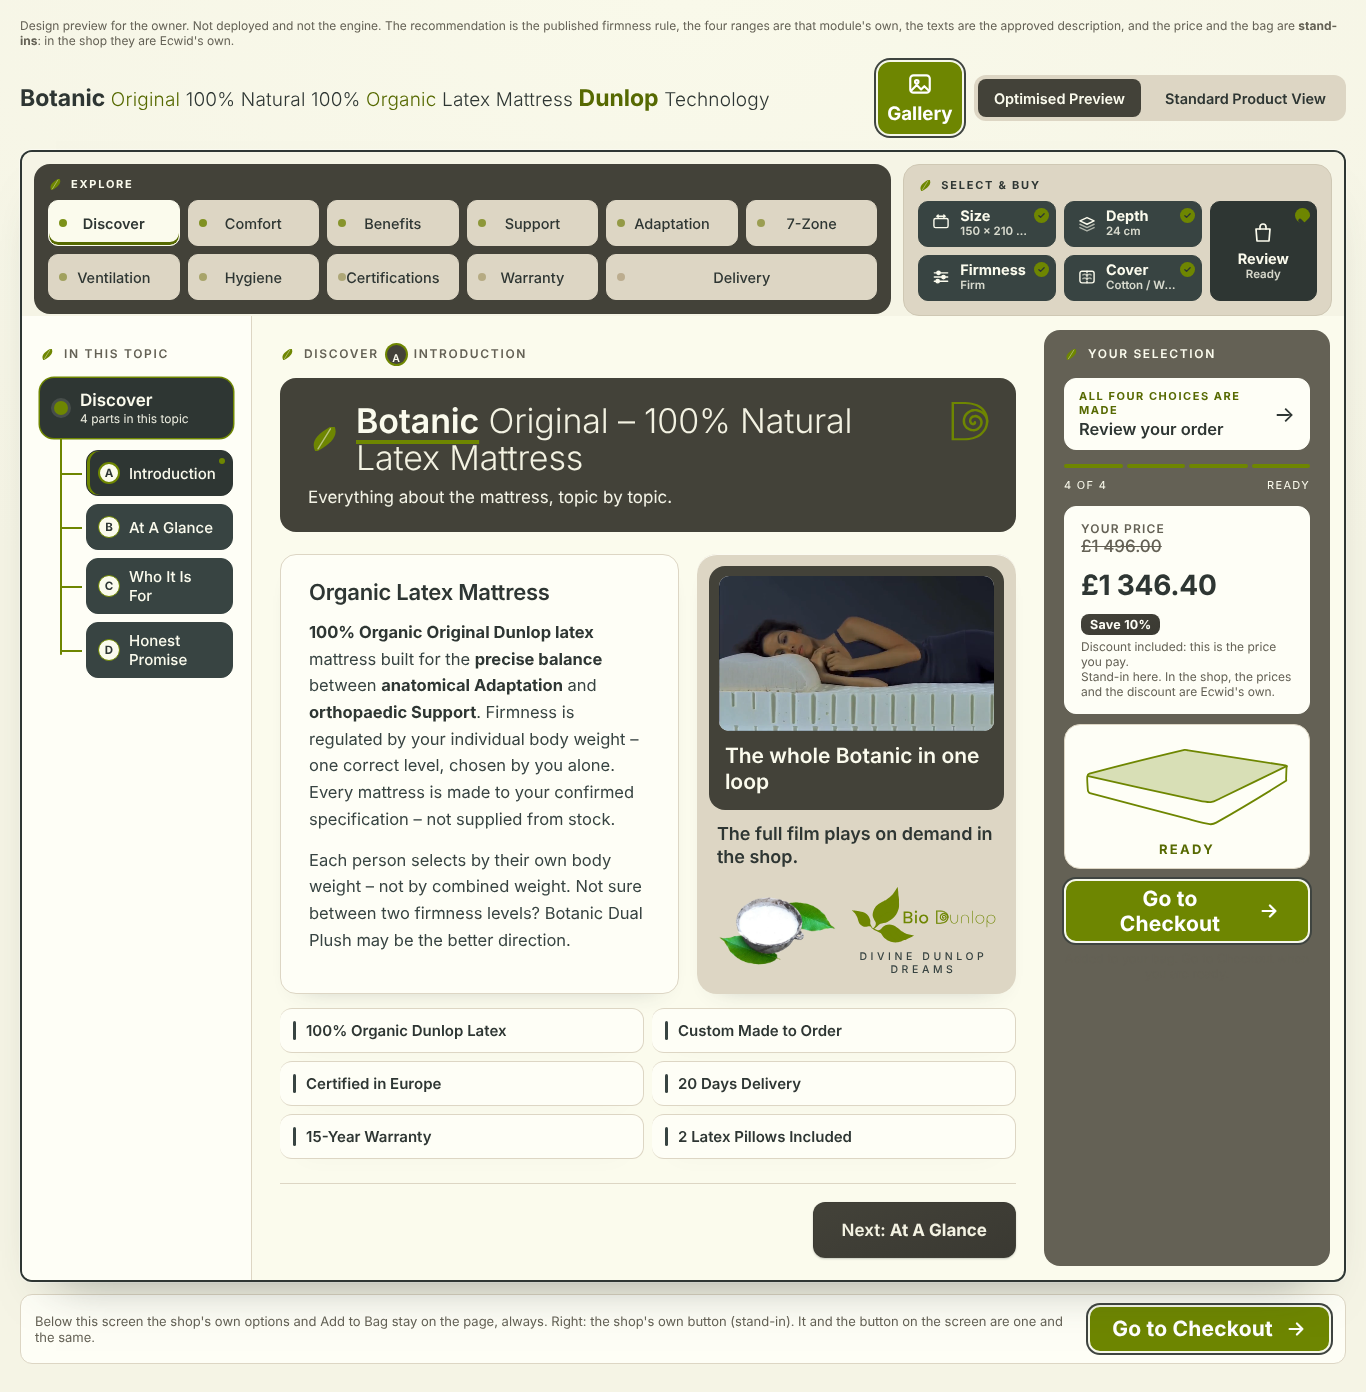 Design preview for the owner. Not deployed and not the engine. The recommendation is the published firmness rule, the four ranges are that module's own, the texts are the approved description, and the price and the bag are stand-
ins: in the shop they are Ecwid's own.
Botanic Original 100% Natural 100% Organic Latex Mattress Dunlop Technology
Gallery
Optimised Preview
Standard Product View
EXPLORE
Discover
Comfort
Benefits
Support
Adaptation
7-Zone
Ventilation
Hygiene
Certifications
Warranty
Delivery
SELECT & BUY
Size
150 × 210 ...
Depth
24 cm
Firmness
Firm
Cover
Cotton / W...
Review
Ready
IN THIS TOPIC
Discover
4 parts in this topic
A Introduction
B At A Glance
C Who It Is
For
D Honest
Promise
DISCOVER A INTRODUCTION
Botanic Original – 100% Natural
Latex Mattress
Everything about the mattress, topic by topic.
Organic Latex Mattress
100% Organic Original Dunlop latex
mattress built for the precise balance
between anatomical Adaptation and
orthopaedic Support. Firmness is
regulated by your individual body weight –
one correct level, chosen by you alone.
Every mattress is made to your confirmed
specification – not supplied from stock.
Each person selects by their own body
weight – not by combined weight. Not sure
between two firmness levels? Botanic Dual
Plush may be the better direction.
The whole Botanic in one
loop
The full film plays on demand in
the shop.
Bio Dunlop
DIVINE DUNLOP
DREAMS
100% Organic Dunlop Latex
Custom Made to Order
Certified in Europe
20 Days Delivery
15-Year Warranty
2 Latex Pillows Included
Next: At A Glance
YOUR SELECTION
ALL FOUR CHOICES ARE
MADE
Review your order
4 OF 4
READY
YOUR PRICE
£1 496.00
£1 346.40
Save 10%
Discount included: this is the price
you pay.
Stand-in here. In the shop, the prices
and the discount are Ecwid's own.
READY
Go to
Checkout
Below this screen the shop's own options and Add to Bag stay on the page, always. Right: the shop's own button (stand-in). It and the button on the screen are one and
the same.
Go to Checkout